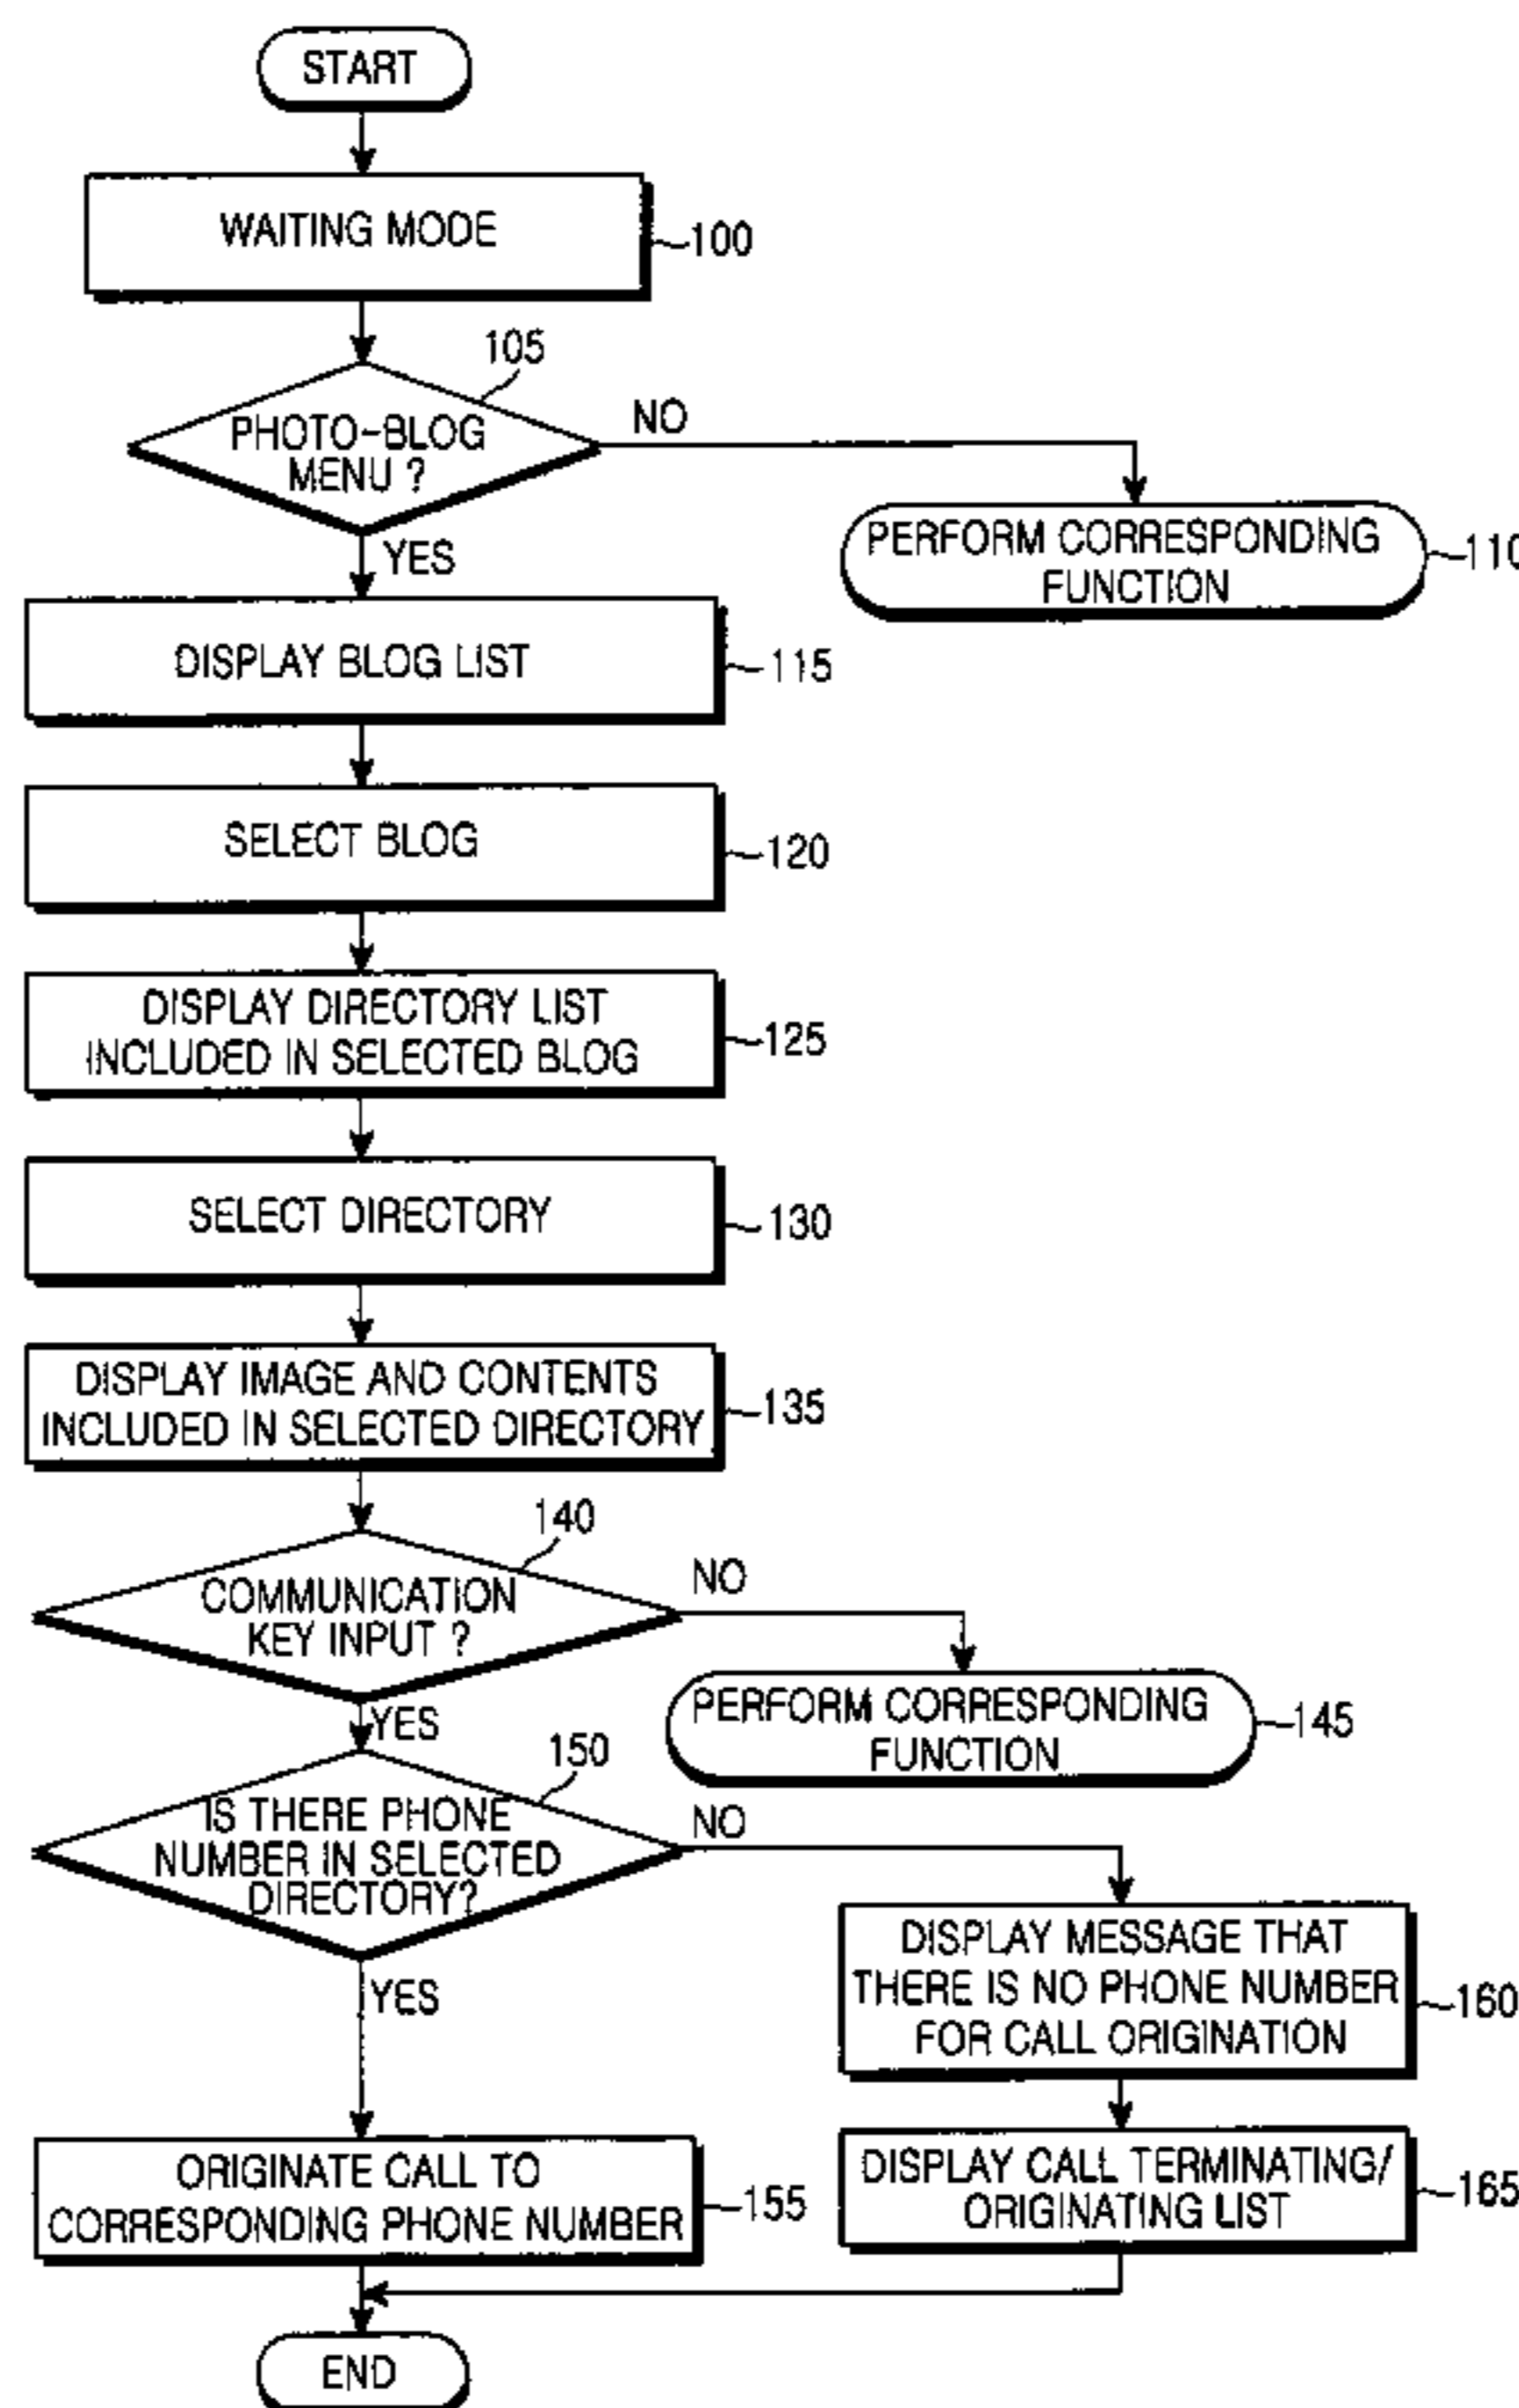 START
WAITING MODE
100
105
PHOTO-BLOG
MENU ?
NO
YES
PERFORM CORRESPONDING
FUNCTION
110
DISPLAY BLOG LIST
115
SELECT BLOG
120
DISPLAY DIRECTORY LIST
INCLUDED IN SELECTED BLOG
125
SELECT DIRECTORY
130
DISPLAY IMAGE AND CONTENTS
INCLUDED IN SELECTED DIRECTORY
135
140
COMMUNICATION
KEY INPUT ?
NO
YES
PERFORM CORRESPONDING
FUNCTION
145
150
IS THERE PHONE
NUMBER IN SELECTED
DIRECTORY?
NO
YES
DISPLAY MESSAGE THAT
THERE IS NO PHONE NUMBER
FOR CALL ORIGINATION
160
ORIGINATE CALL TO
CORRESPONDING PHONE NUMBER
155
DISPLAY CALL TERMINATING/
ORIGINATING LIST
165
END